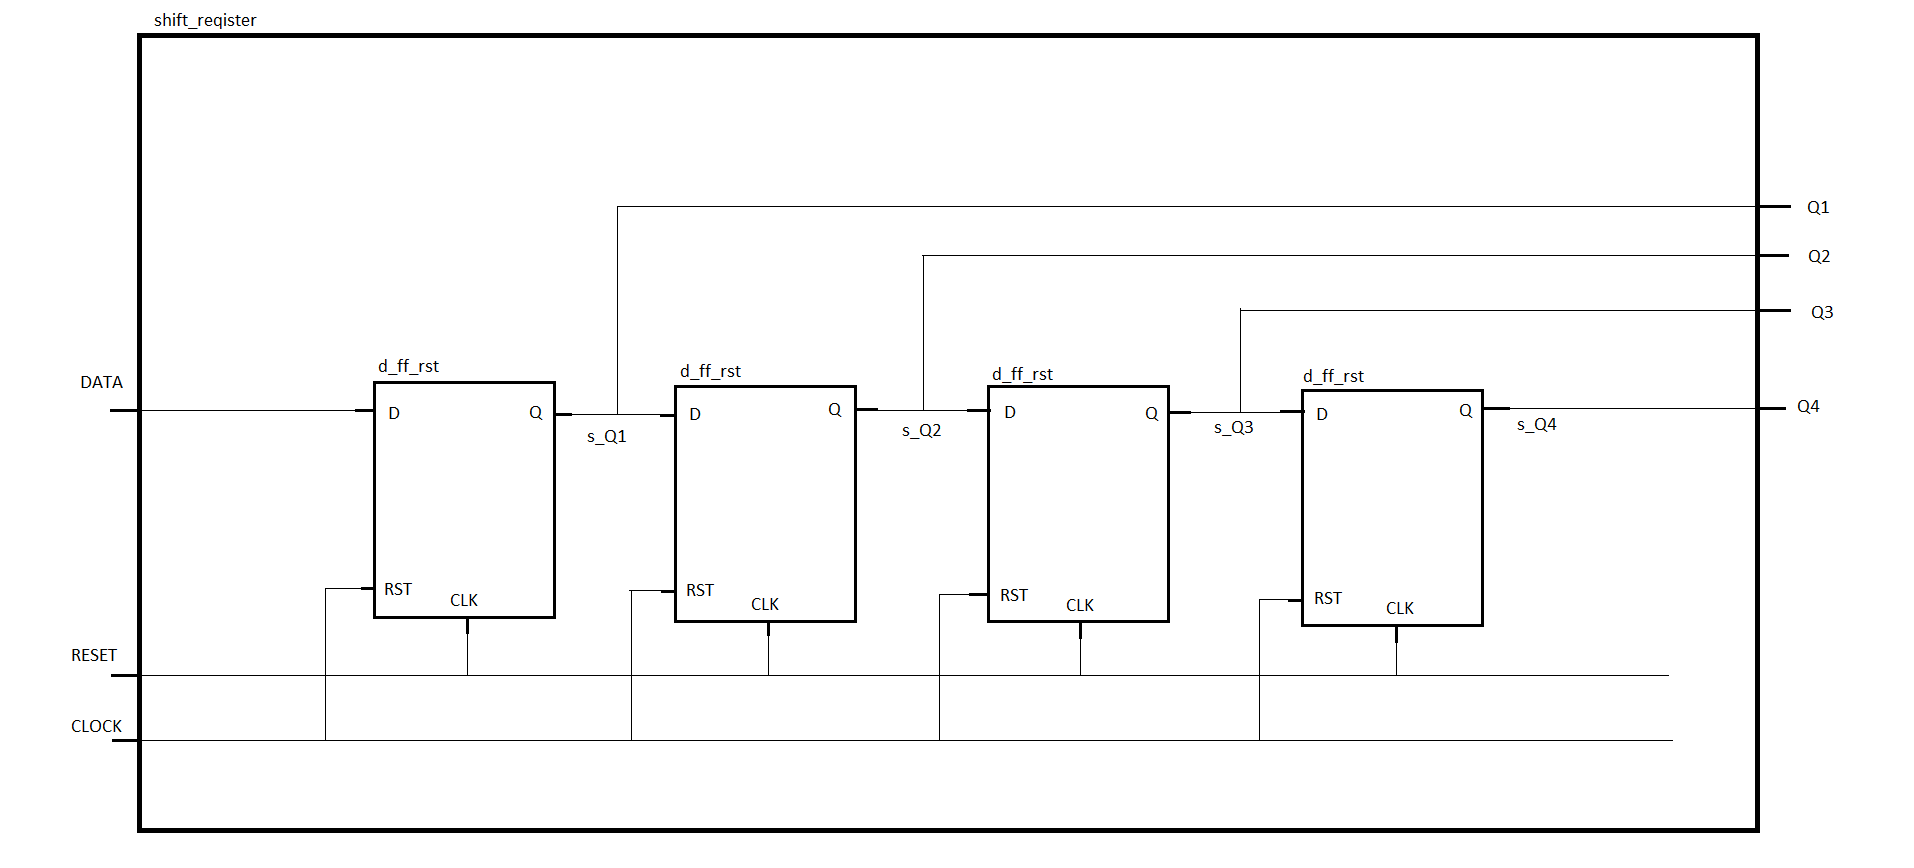 shift_reqister
Q1
Q2
Q3
DATA
d_ff_rst
D
Q
RST
CLK
s_Q1
d_ff_rst
D
Q
RST
CLK
s_Q2
d_ff_rst
D
Q
RST
CLK
s_Q3
d_ff_rst
D
Q
RST
CLK
s_Q4
Q4
RESET
CLOCK